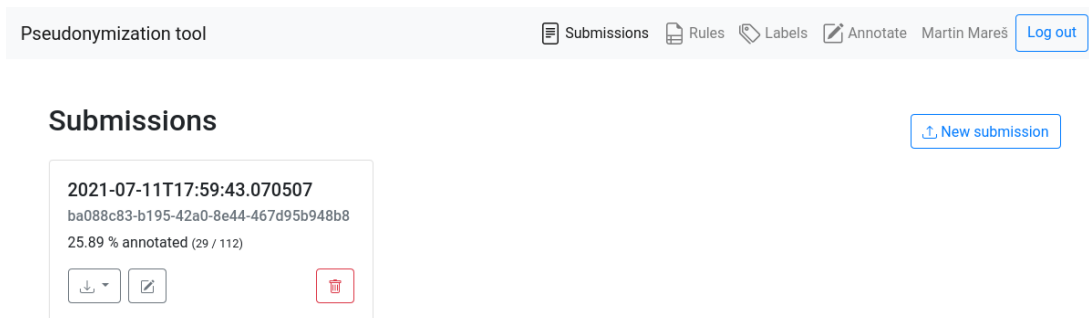 Pseudonymization tool Submissions Rules Labels Annotate Martin Mareš Log out
Submissions
New submission
2021-07-11T17:59:43.070507
ba088c83-b195-42a0-8e44-467d95b948b8
25.89 % annotated (29 / 112)